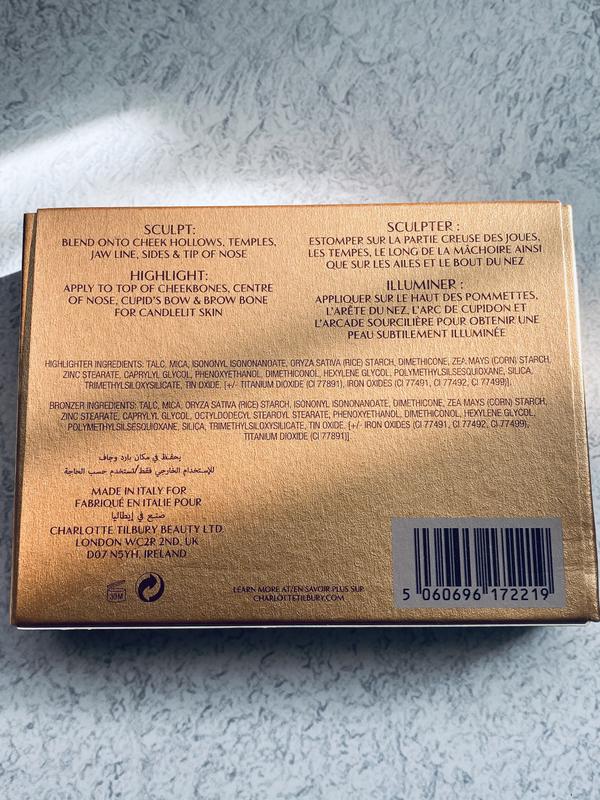 SCULPT:
BLEND ONTO CHEEK HOLLOWS, TEMPLES,
JAW LINE, SIDES & TIP OF NOSE
HIGHLIGHT:
APPLY TO TOP OF CHEEKBONES, CENTRE
OF NOSE, CUPID'S BOW & BROW BONE
FOR CANDLELIT SKIN
SCULPTER :
ESTOMPER SUR LA PARTIE CREUSE DES JOUES,
LES TEMPES, LE LONG DE LA MÂCHOIRE AINSI
QUE SUR LES AILES ET LE BOUT DU NEZ
ILLUMINER :
APPLIQUER SUR LE HAUT DES POMMETTES,
L'ARÊTE DU NEZ, L'ARC DE CUPIDON ET
L'ARCADE SOURCILIÈRE POUR OBTENIR UNE
PEAU SUBTILEMENT ILLUMINÉE
HIGHLIGHTER INGREDIENTS: TALC, MICA, ISONONYL ISONONANOATE, ORYZA SATIVA (RICE) STARCH, DIMETHICONE, ZEA MAYS (CORN) STARCH,
ZINC STEARATE, CAPRYLYL GLYCOL, PHENOXYETHANOL, DIMETHICONOL, HEXYLENE GLYCOL, POLYMETHYLSILSESQUIOXANE, SILICA,
TRIMETHYLSILOXYSILICATE, TIN OXIDE. [+/- TITANIUM DIOXIDE (CI 77891), IRON OXIDES (CI 77491, CI 77492, CI 77499)].
BRONZER INGREDIENTS: TALC, MICA, ORYZA SATIVA (RICE) STARCH, ISONONYL ISONONANOATE, DIMETHICONE, ZEA MAYS (CORN) STARCH,
ZINC STEARATE, CAPRYLYL GLYCOL, OCTYLDODECYL STEAROYL STEARATE, PHENOXYETHANOL, DIMETHICONOL, HEXYLENE GLYCOL,
POLYMETHYLSILSESQUIOXANE, SILICA, TRIMETHYLSILOXYSILICATE, TIN OXIDE. [+/- IRON OXIDES (CI 77491, CI 77492, CI 77499),
TITANIUM DIOXIDE (CI 77891)]
يحفظ في مكان بارد وجاف
للإستخدام الخارجي فقط/تستخدم حسب الحاجة
MADE IN ITALY FOR
FABRIQUÉ EN ITALIE POUR
صنع في إيطاليا
CHARLOTTE TILBURY BEAUTY LTD.
LONDON WC2R 2ND, UK
D07 N5YH, IRELAND
30M
LEARN MORE AT/EN SAVOIR PLUS SUR
CHARLOTTETILBURY.COM
5 060696 172219